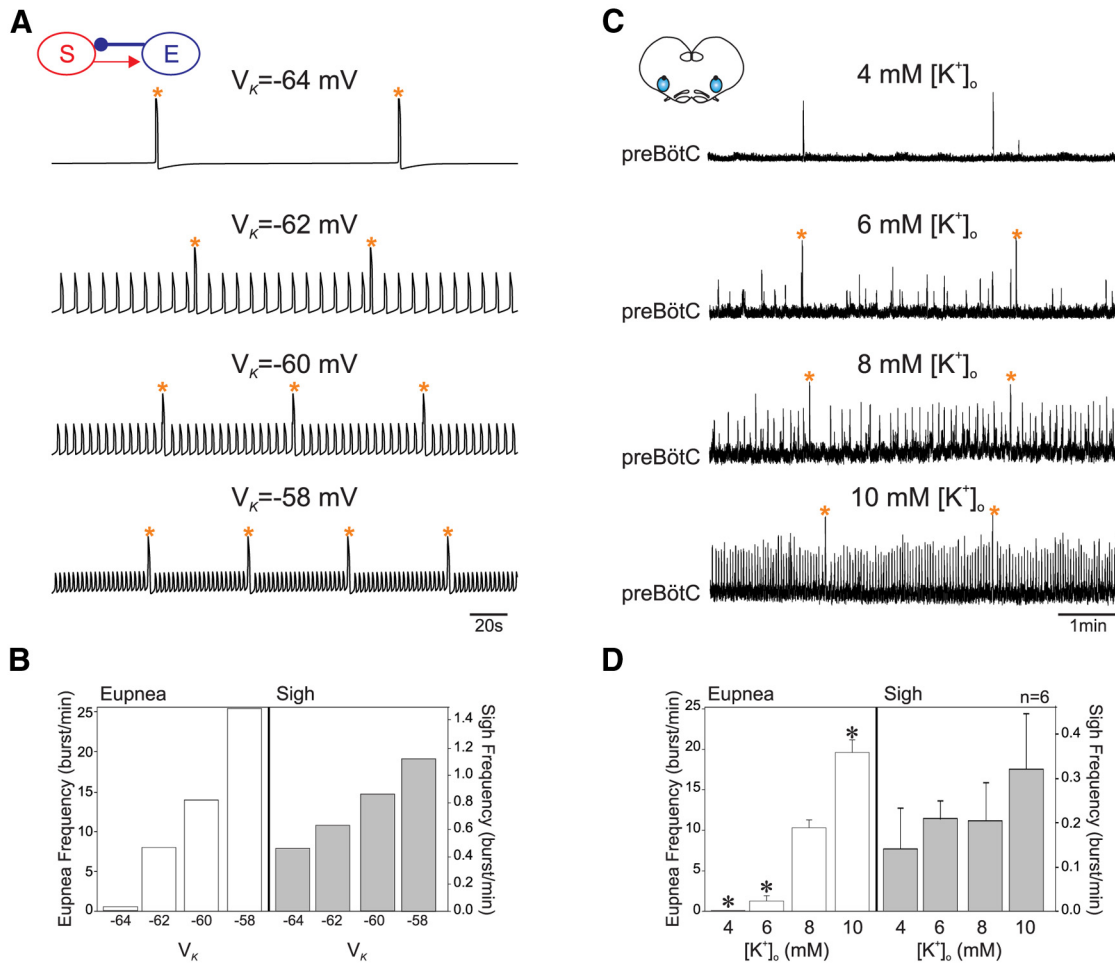 A
S E
V_K=-64 mV
* *
V_K=-62 mV
* *
V_K=-60 mV
* * *
V_K=-58 mV
* * * *
20s
C
4 mM [K⁺]ₒ
preBötC
6 mM [K⁺]ₒ
* *
preBötC
8 mM [K⁺]ₒ
* *
preBötC
10 mM [K⁺]ₒ
* *
preBötC
1min
B
Eupnea Sigh
Eupnea Frequency (burst/min)
25
20
15
10
5
0
Sigh Frequency (burst/min)
1.4
1.2
1.0
0.8
0.6
0.4
0.2
0.0
-64 -62 -60 -58 -64 -62 -60 -58
V_K V_K
D
Eupnea Sigh n=6
Eupnea Frequency (burst/min)
25
20
15
10
5
0
* * *
Sigh Frequency (burst/min)
0.4
0.3
0.2
0.1
0.0
4 6 8 10 4 6 8 10
[K⁺]ₒ (mM) [K⁺]ₒ (mM)